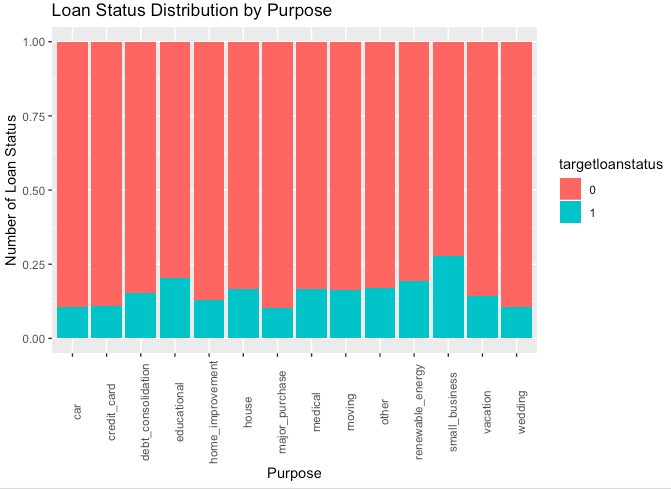 Loan Status Distribution by Purpose
Number of Loan Status
1.00
0.75
0.50
0.25
0.00
car
credit_card
debt_consolidation
educational
home_improvement
house
major_purchase
medical
moving
other
renewable_energy
small_business
vacation
wedding
Purpose
targetloanstatus
0
1